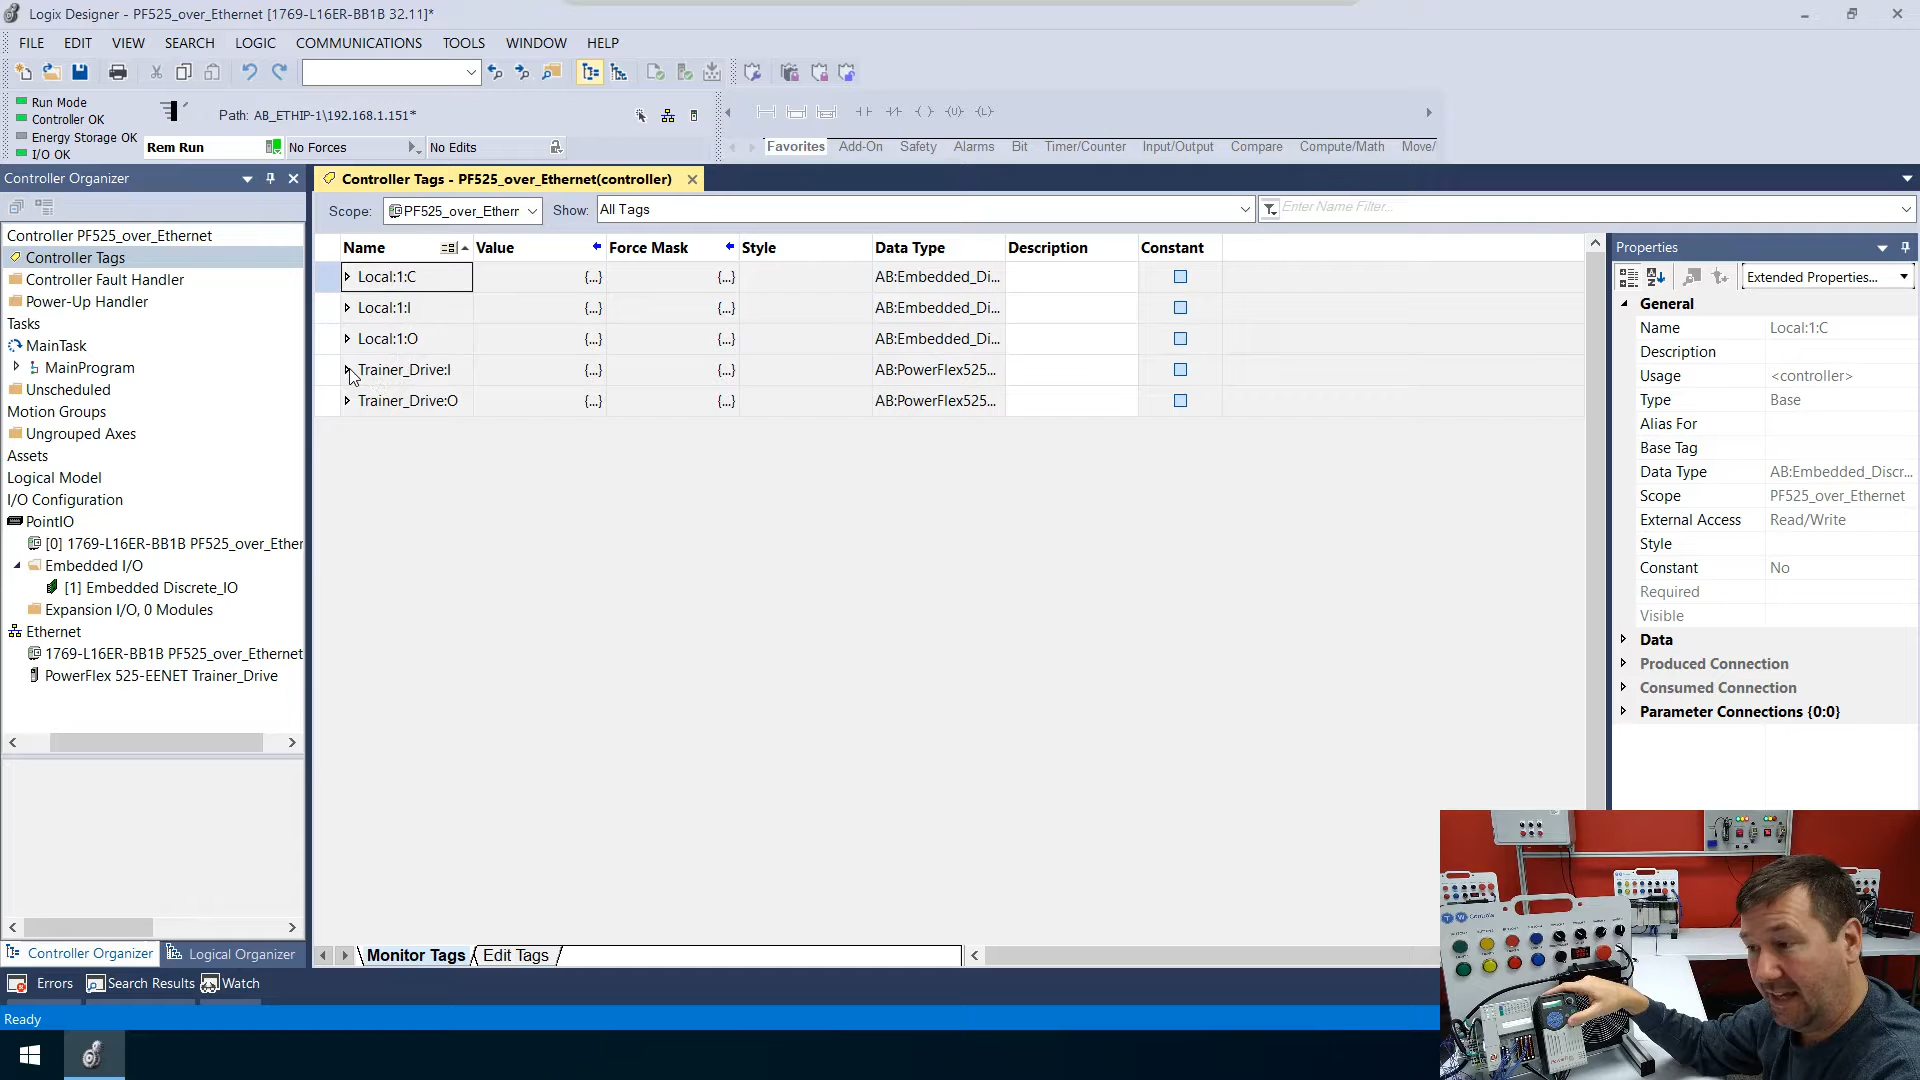 Logix Designer - PF525_over_Ethernet [1769-L16ER-BB1B 32.11]*
FILE EDIT VIEW SEARCH LOGIC COMMUNICATIONS TOOLS WINDOW HELP
Run Mode
Controller OK
Energy Storage OK
I/O OK
Path: AB_ETHIP-1\192.168.1.151*
Rem Run No Forces No Edits
Favorites Add-On Safety Alarms Bit Timer/Counter Input/Output Compare Compute/Math Move/
Controller Organizer
Controller PF525_over_Ethernet
Controller Tags
Controller Fault Handler
Power-Up Handler
Tasks
MainTask
MainProgram
Unscheduled
Motion Groups
Ungrouped Axes
Assets
Logical Model
I/O Configuration
PointIO
[0] 1769-L16ER-BB1B PF525_over_Ether
Embedded I/O
[1] Embedded Discrete_IO
Expansion I/O, 0 Modules
Ethernet
1769-L16ER-BB1B PF525_over_Ethernet
PowerFlex 525-EENET Trainer_Drive
Controller Organizer Logical Organizer
Controller Tags - PF525_over_Ethernet(controller)
Scope: PF525_over_Ethern Show: All Tags Enter Name Filter...
Name Value Force Mask Style Data Type Description Constant
Local:1:C {...} {...} AB:Embedded_Di...
Local:1:I {...} {...} AB:Embedded_Di...
Local:1:O {...} {...} AB:Embedded_Di...
Trainer_Drive:I {...} {...} AB:PowerFlex525...
Trainer_Drive:O {...} {...} AB:PowerFlex525...
Monitor Tags Edit Tags
Properties
Extended Properties...
General
Name Local:1:C
Description
Usage <controller>
Type Base
Alias For
Base Tag
Data Type AB:Embedded_Discr...
Scope PF525_over_Ethernet
External Access Read/Write
Style
Constant No
Required
Visible
Data
Produced Connection
Consumed Connection
Parameter Connections {0:0}
Errors Search Results Watch
Ready